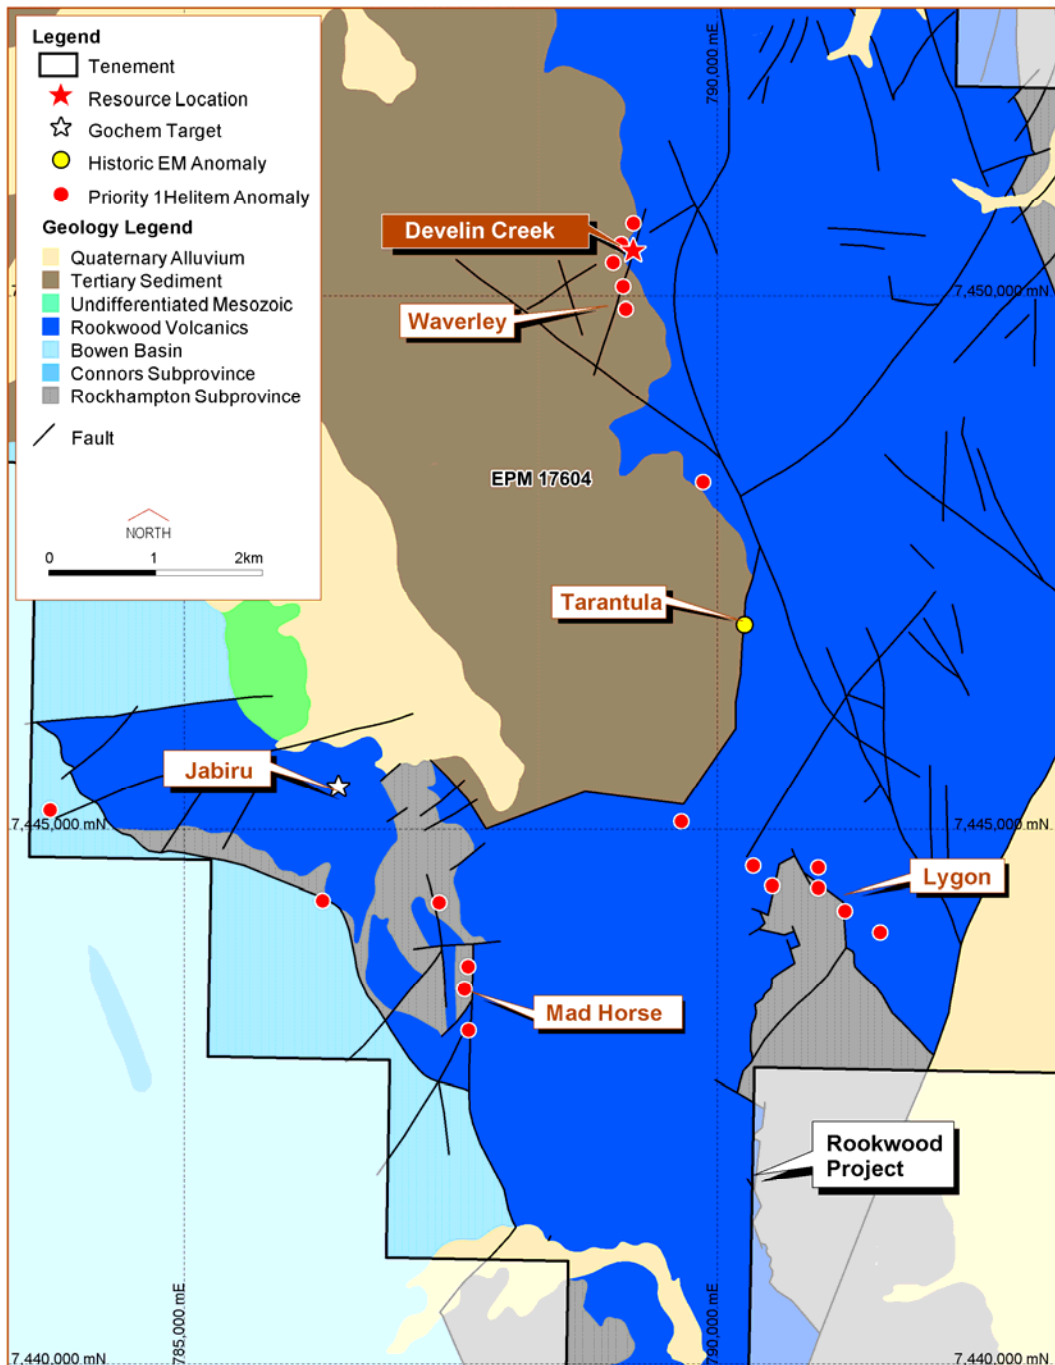 Legend
Tenement
Resource Location
Gochem Target
Historic EM Anomaly
Priority 1Helitem Anomaly
Geology Legend
Quaternary Alluvium
Tertiary Sediment
Undifferentiated Mesozoic
Rookwood Volcanics
Bowen Basin
Connors Subprovince
Rockhampton Subprovince
Fault
NORTH
0 1 2km
790,000 mE
Develin Creek
7,450,000 mN
Waverley
EPM 17604
Tarantula
Jabiru
7,445,000 mN
7,445,000 mN
Lygon
Mad Horse
Rookwood
Project
785,000 mE
790,000 mE
7,440,000 mN
7,440,000 mN